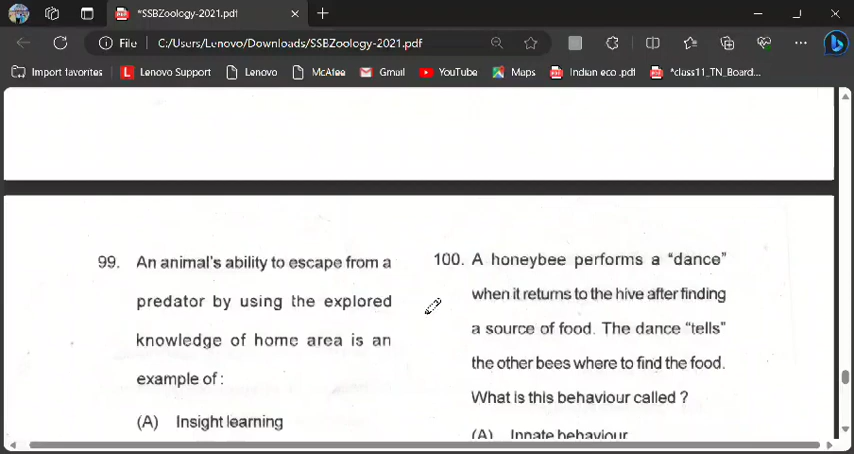 *SSBZoology-2021.pdf
File
C:/Users/Lenovo/Downloads/SSBZoology-2021.pdf
Import favorites
Lenovo Support
Lenovo
McAfee
Gmail
YouTube
Maps
Indian eco .pdf
*class11_TN_Board...
99. An animal's ability to escape from a
predator by using the explored
knowledge of home area is an
example of :
(A) Insight learning
100. A honeybee performs a "dance"
when it returns to the hive after finding
a source of food. The dance "tells"
the other bees where to find the food.
What is this behaviour called ?
(A) Innate behaviour